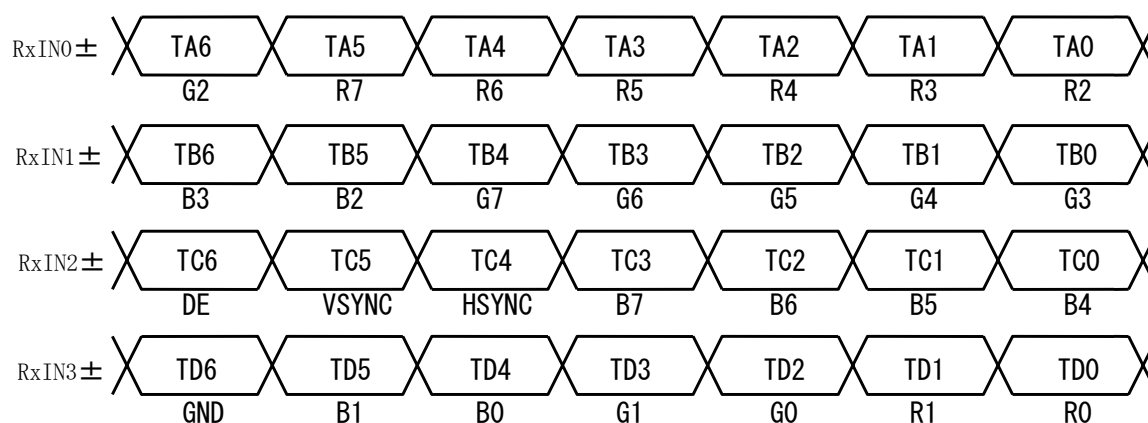 RxIN0± TA6 TA5 TA4 TA3 TA2 TA1 TA0
G2 R7 R6 R5 R4 R3 R2
RxIN1± TB6 TB5 TB4 TB3 TB2 TB1 TB0
B3 B2 G7 G6 G5 G4 G3
RxIN2± TC6 TC5 TC4 TC3 TC2 TC1 TC0
DE VSYNC HSYNC B7 B6 B5 B4
RxIN3± TD6 TD5 TD4 TD3 TD2 TD1 TD0
GND B1 B0 G1 G0 R1 R0